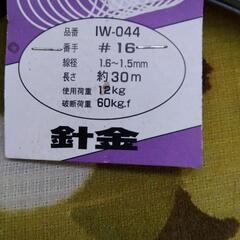 品番 IW-044
番手 #16
線径 1.6~1.5mm
長さ 約30m
使用荷重 12kg
破断荷重 60kg.f
針金